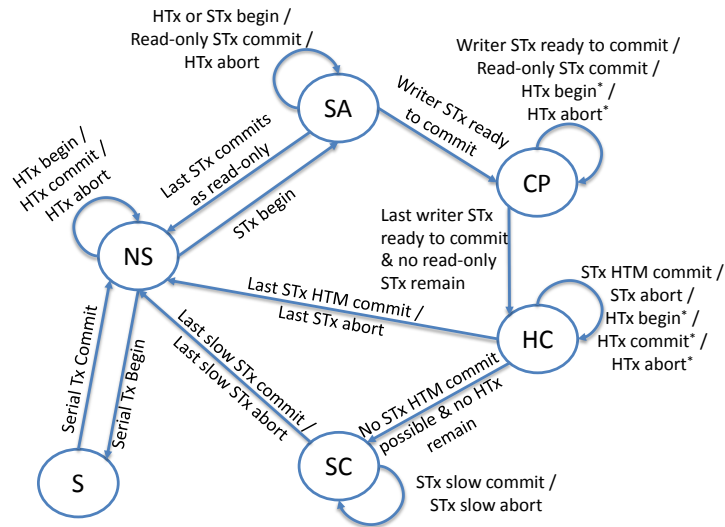 HTx or STx begin /
Read-only STx commit /
HTx abort
SA
Writer STx ready
to commit
Writer STx ready to commit /
Read-only STx commit /
HTx begin* /
HTx abort*
CP
HTx begin /
HTx commit /
HTx abort
NS
Last STx commits
as read-only
STx begin
Last writer STx
ready to commit
& no read-only
STx remain
Last STx HTM commit /
Last STx abort
HC
STx HTM commit /
STx abort /
HTx begin* /
HTx commit* /
HTx abort*
Serial Tx Commit
Serial Tx Begin
Last slow STx commit /
Last slow STx abort
No STx HTM commit
possible & no HTx
remain
S
SC
STx slow commit /
STx slow abort